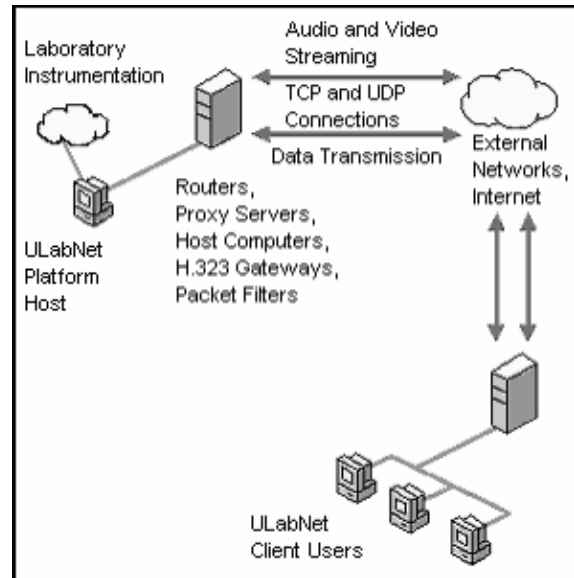 Laboratory
Instrumentation
Audio and Video
Streaming
TCP and UDP
Connections
Data Transmission
External
Networks,
Internet
ULabNet
Platform
Host
Routers,
Proxy Servers,
Host Computers,
H.323 Gateways,
Packet Filters
ULabNet
Client Users